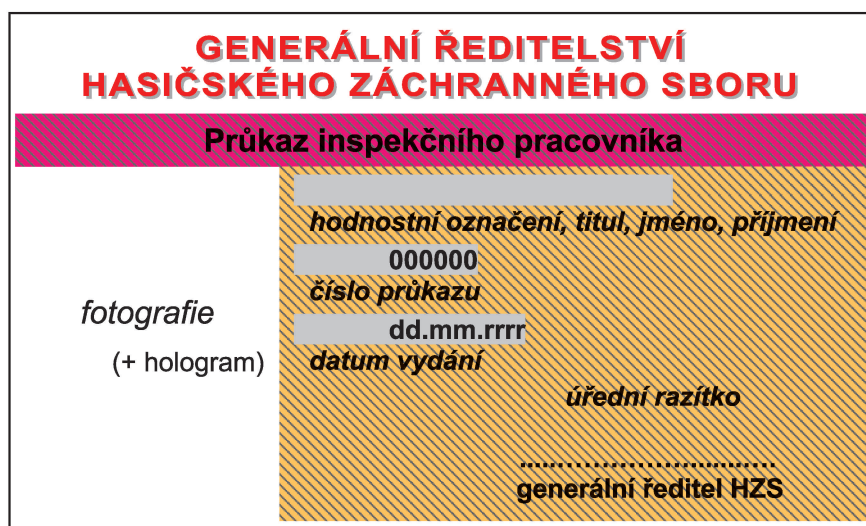 GENERÁLNÍ ŘEDITELSTVÍ
HASIČSKÉHO ZÁCHRANNÉHO SBORU
Průkaz inspekčního pracovníka
hodnostní označení, titul, jméno, příjmení
000000
číslo průkazu
fotografie
dd.mm.rrrr
(+ hologram)
datum vydání
úřední razítko
................................
generální ředitel HZS